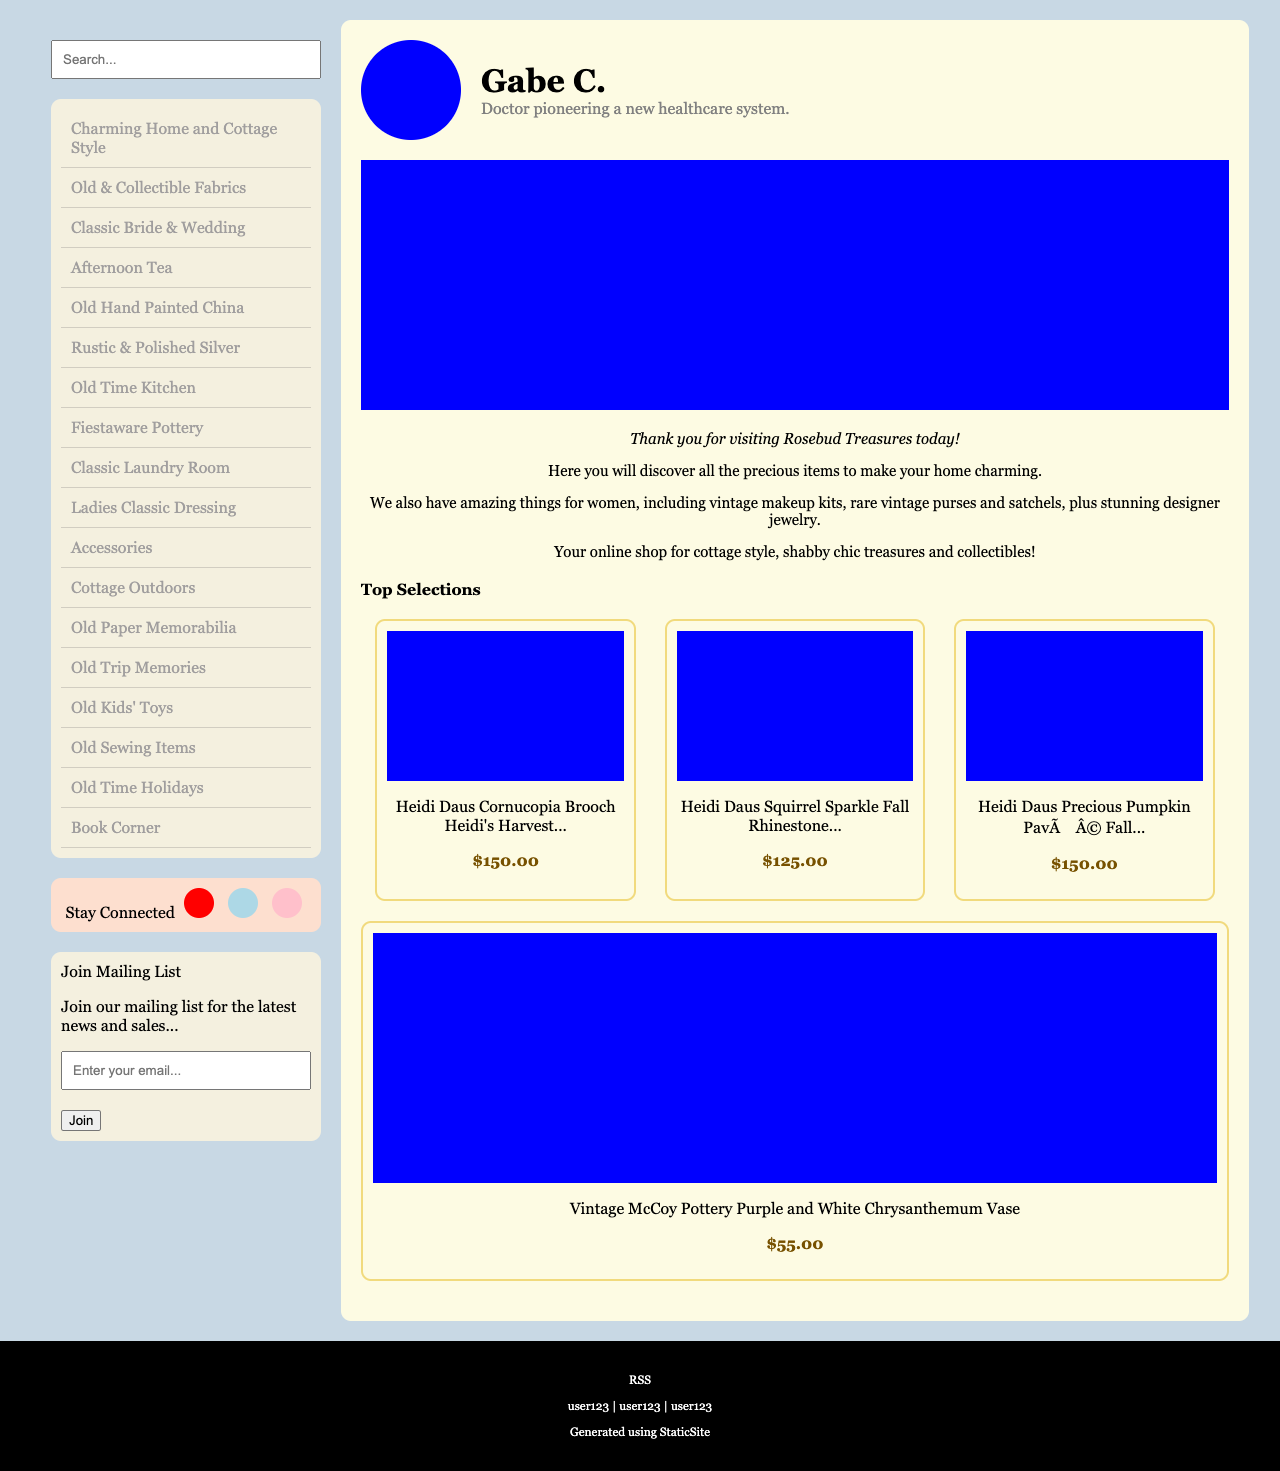 Search...
Charming Home and Cottage
Style
Old & Collectible Fabrics
Classic Bride & Wedding
Afternoon Tea
Old Hand Painted China
Rustic & Polished Silver
Old Time Kitchen
Fiestaware Pottery
Classic Laundry Room
Ladies Classic Dressing
Accessories
Cottage Outdoors
Old Paper Memorabilia
Old Trip Memories
Old Kids' Toys
Old Sewing Items
Old Time Holidays
Book Corner
Stay Connected
Join Mailing List
Join our mailing list for the latest
news and sales...
Enter your email...
Join
Gabe C.
Doctor pioneering a new healthcare system.
Thank you for visiting Rosebud Treasures today!
Here you will discover all the precious items to make your home charming.
We also have amazing things for women, including vintage makeup kits, rare vintage purses and satchels, plus stunning designer
jewelry.
Your online shop for cottage style, shabby chic treasures and collectibles!
Top Selections
Heidi Daus Cornucopia Brooch
Heidi's Harvest...
$150.00
Heidi Daus Squirrel Sparkle Fall
Rhinestone...
$125.00
Heidi Daus Precious Pumpkin
PavÃ Â© Fall...
$150.00
Vintage McCoy Pottery Purple and White Chrysanthemum Vase
$55.00
RSS
user123 | user123 | user123
Generated using StaticSite